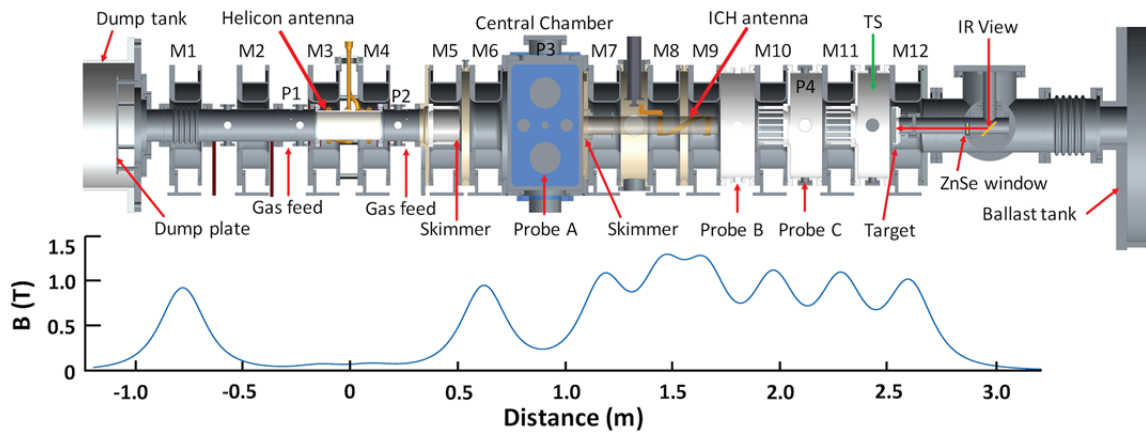 Dump tank
Helicon antenna
Central Chamber
ICH antenna
TS
IR View
M1
M2
M3
M4
M5
M6
P3
M7
M8
M9
M10
M11
M12
P1
P2
P4
Gas feed
Gas feed
ZnSe window
Dump plate
Skimmer
Probe A
Skimmer
Probe B
Probe C
Target
Ballast tank
B (T)
1.5
1.0
0.5
0
-1.0
-0.5
0
0.5
1.0
1.5
2.0
2.5
3.0
Distance (m)